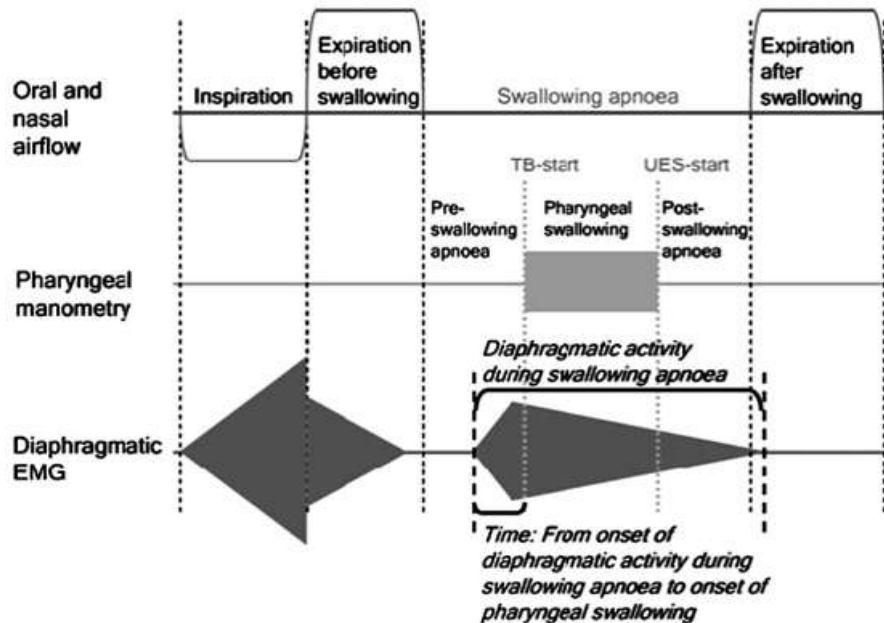 Oral and
nasal
airflow
Inspiration
Expiration
before
swallowing
Swallowing apnoea
Expiration
after
swallowing
TB-start
UES-start
Pre-
swallowing
apnoea
Pharyngeal
swallowing
Post-
swallowing
apnoea
Pharyngeal
manometry
Diaphragmatic activity
during swallowing apnoea
Diaphragmatic
EMG
Time: From onset of
diaphragmatic activity during
swallowing apnoea to onset of
pharyngeal swallowing